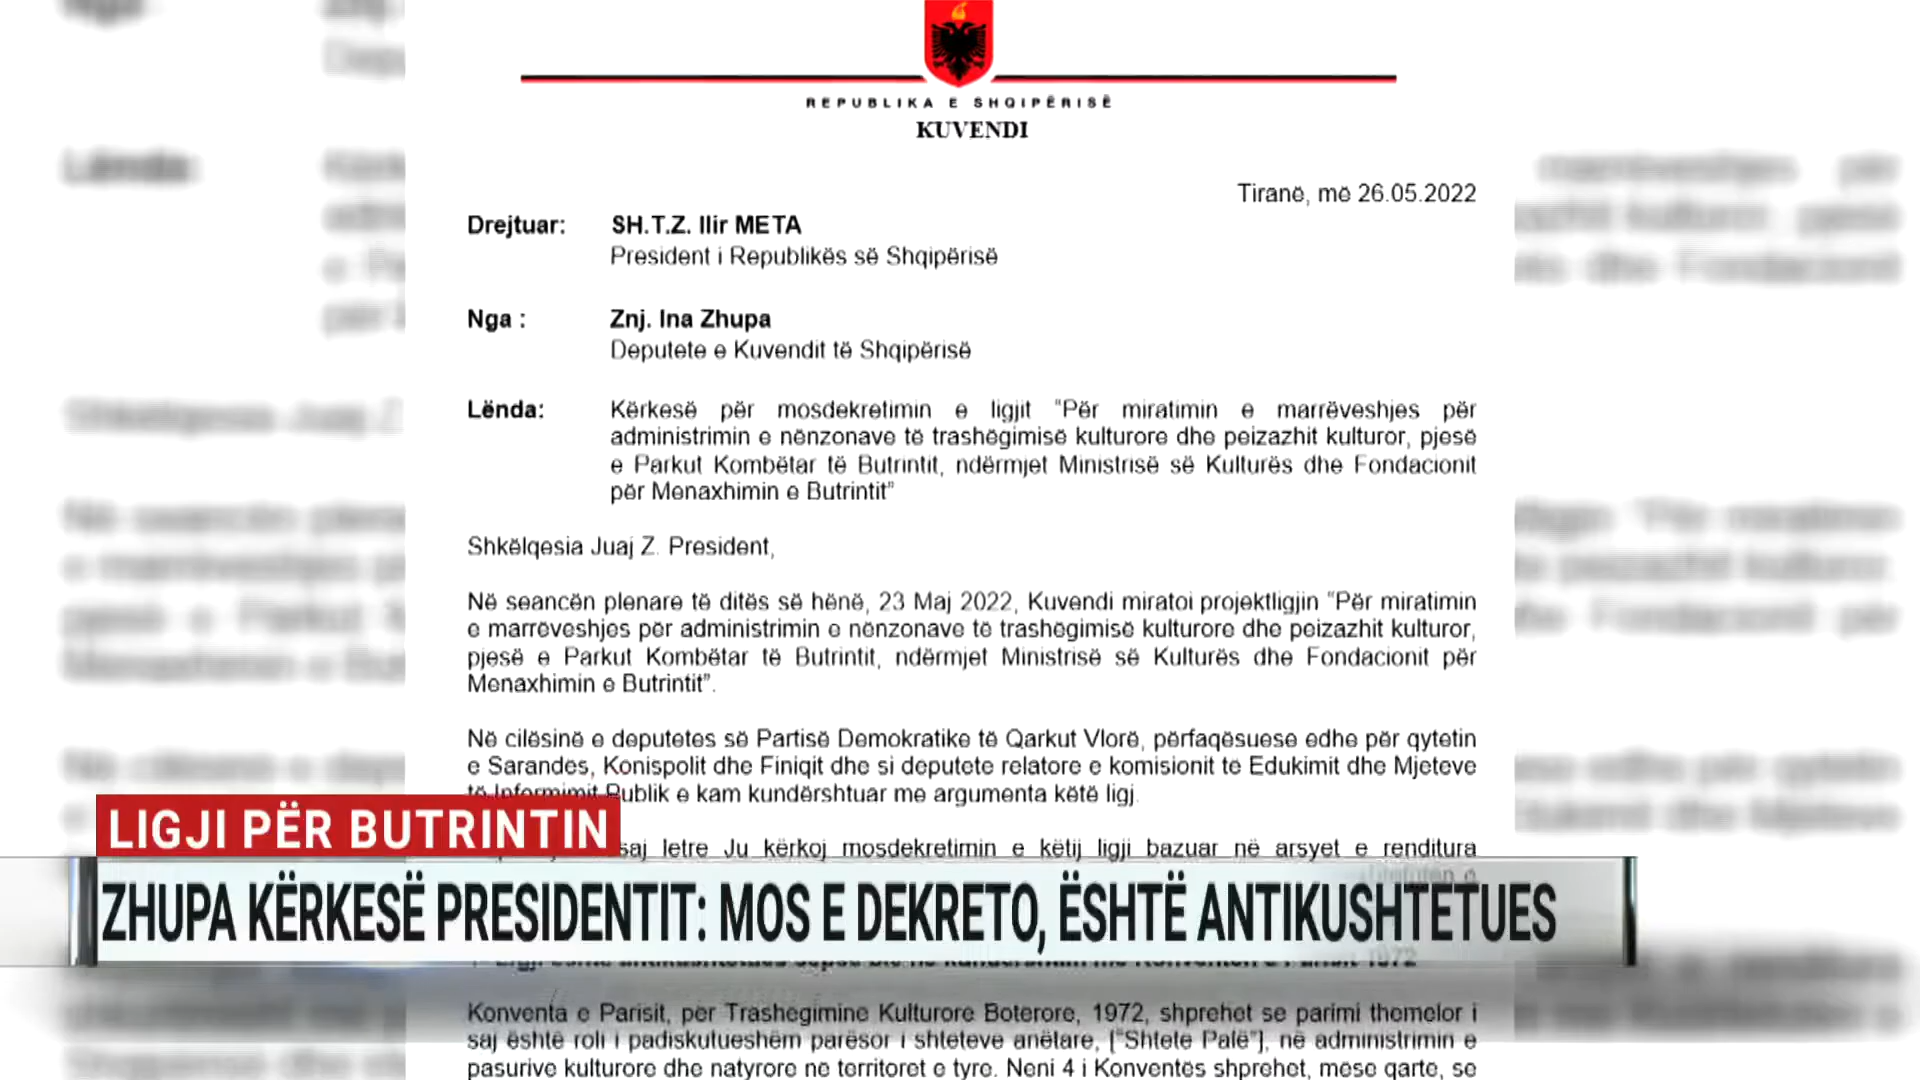 REPUBLIKA E SHQIPËRISË
KUVENDI
Tiranë, më 26.05.2022
Drejtuar: SH.T.Z. Ilir META
President i Republikës së Shqipërisë
Nga : Znj. Ina Zhupa
Deputete e Kuvendit të Shqipërisë
Lënda: Kërkesë për mosdekretimin e ligjit “Për miratimin e marrëveshjes për
administrimin e nënzonave të trashëgimisë kulturore dhe peizazhit kulturor, pjesë
e Parkut Kombëtar të Butrintit, ndërmjet Ministrisë së Kulturës dhe Fondacionit
për Menaxhimin e Butrintit”
Shkëlqesia Juaj Z. President,
Në seancën plenare të ditës së hënë, 23 Maj 2022, Kuvendi miratoi projektligjin “Për miratimin
e marrëveshjes për administrimin e nënzonave të trashëgimisë kulturore dhe peizazhit kulturor,
pjesë e Parkut Kombëtar të Butrintit, ndërmjet Ministrisë së Kulturës dhe Fondacionit për
Menaxhimin e Butrintit”.
Në cilësinë e deputetes së Partisë Demokratike të Qarkut Vlorë, përfaqësuese edhe për qytetin
e Sarandës, Konispolit dhe Finiqit dhe si deputete relatore e komisionit të Edukimit dhe Mjeteve
të Informimit Publik e kam kundërshtuar me argumenta këtë ligj.
saj letre Ju kërkoj mosdekretimin e këtij ligji bazuar në arsyet e renditura
LIGJI PËR BUTRINTIN
ZHUPA KËRKESË PRESIDENTIT: MOS E DEKRETO, ËSHTË ANTIKUSHTETUES
Konventa e Parisit, për Trashëgiminë Kulturore Botërore, 1972, shprehet se parimi themelor i
saj është roli i padiskutueshëm parësor i shteteve anëtare, [“Shtete Palë”], në administrimin e
pasurive kulturore dhe natyrore në territoret e tyre. Neni 4 i Konventës shprehet, mëse qartë, se